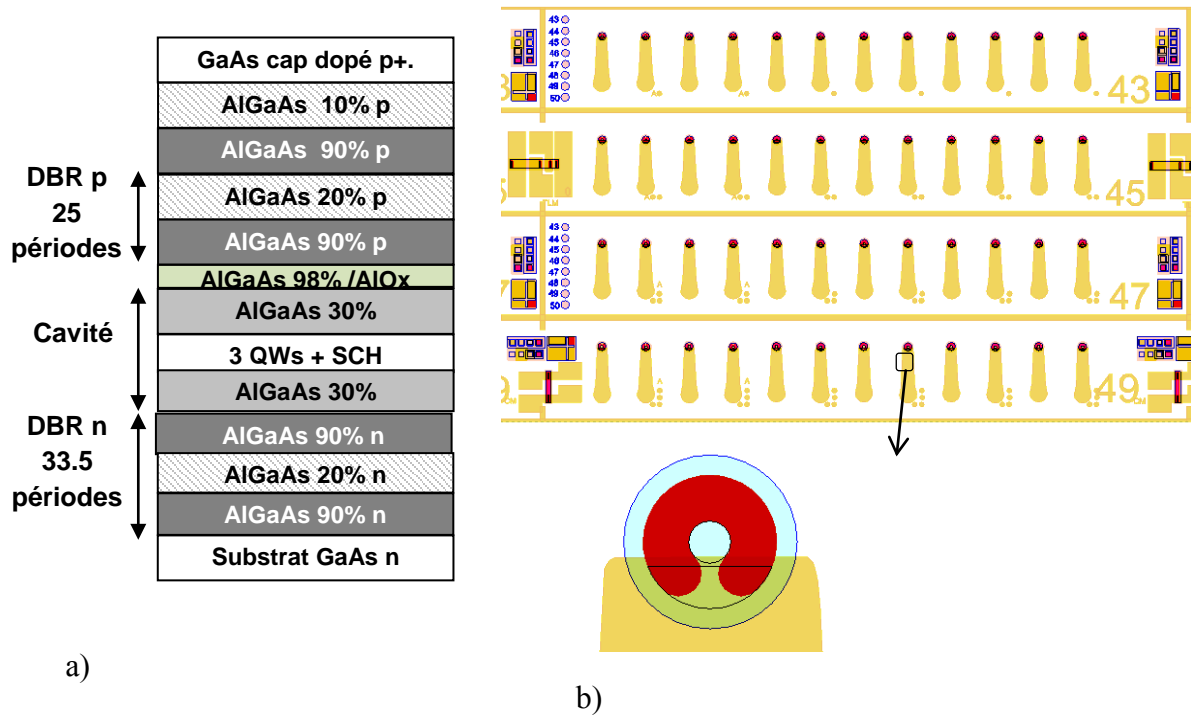 GaAs cap dopé p+.
AlGaAs 10% p
AlGaAs 90% p
DBR p
25
périodes
AlGaAs 20% p
AlGaAs 90% p
AlGaAs 98% /AlOx
Cavité
AlGaAs 30%
3 QWs + SCH
AlGaAs 30%
DBR n
33.5
périodes
AlGaAs 90% n
AlGaAs 20% n
AlGaAs 90% n
Substrat GaAs n
a)
43
44
45
46
47
48
49
50
A
A
43
TLM
A
A
45
43
44
45
46
47
48
49
50
A
A
47
A
A
49
b)